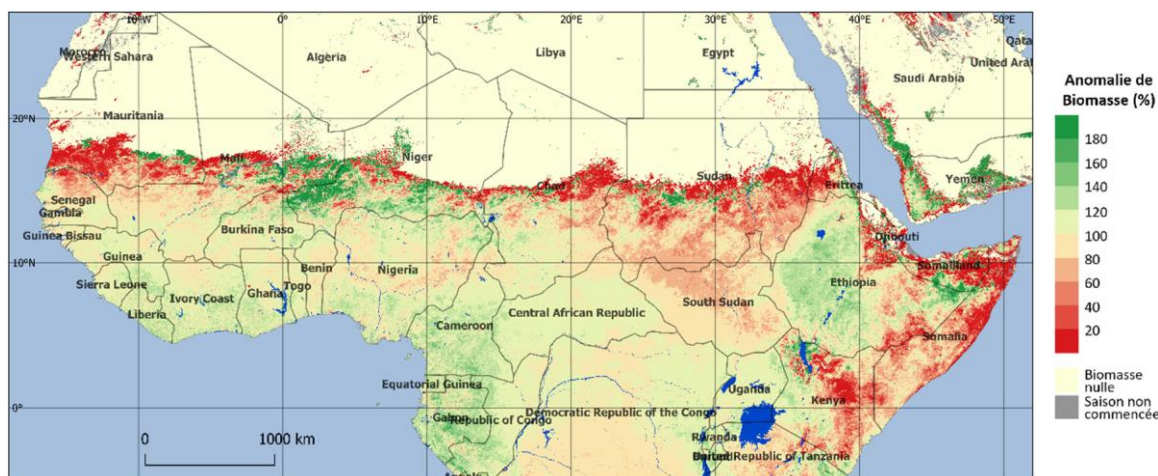 10°W 0° 10°E 20°E 30°E 40°E 50°E
Morocco
Western Sahara
Algeria
Libya
Egypt
Qata
United Arab
Saudi Arabia
20°N
Mauritania
Mali
Niger
Chad
Sudan
Eritrea
Yemen
Senegal
Gambia
Burkina Faso
Djibouti
Guinea Bissau
10°N
Guinea
Benin
Nigeria
Somaliland
Sierra Leone
Ivory Coast
Ghana
Togo
Ethiopia
Liberia
South Sudan
Central African Republic
Cameroon
Somalia
Equatorial Guinea
Uganda
Kenya
0°
Gabon
Republic of Congo
Democratic Republic of the Congo
Rwanda
United Republic of Tanzania
0 1000 km
Anomalie de
Biomasse (%)
180
160
140
120
100
80
60
40
20
Biomasse
nulle
Saison non
commencée